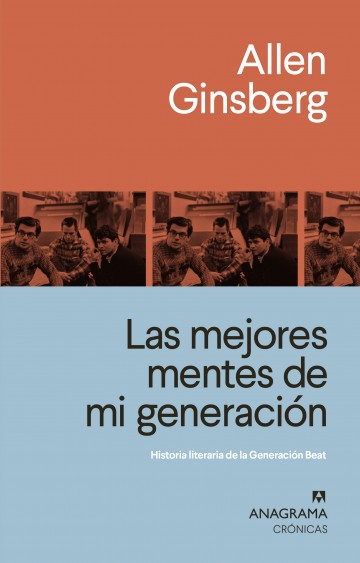 Allen
Ginsberg
Las mejores
mentes de
mi generación
Historia literaria de la Generación Beat
ANAGRAMA
CRÓNICAS